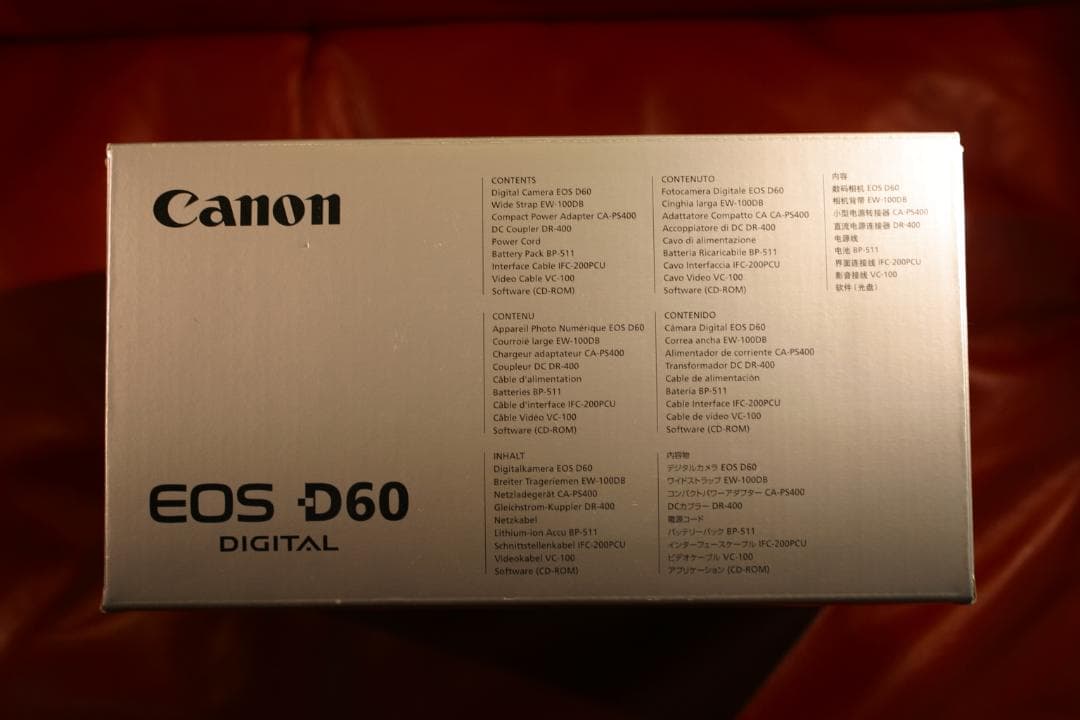 Canon
EOS D60
DIGITAL
CONTENTS
Digital Camera EOS D60
Wide Strap EW-100DB
Compact Power Adapter CA-PS400
DC Coupler DR-400
Power Cord
Battery Pack BP-511
Interface Cable IFC-200PCU
Video Cable VC-100
Software (CD-ROM)
CONTENU
Appareil Photo Numérique EOS D60
Courroie large EW-100DB
Chargeur adaptateur CA-PS400
Coupleur DC DR-400
Câble d'alimentation
Batteries BP-511
Câble d'interface IFC-200PCU
Câble Vidéo VC-100
Software (CD-ROM)
INHALT
Digitalkamera EOS D60
Breiter Trageriemen EW-100DB
Netzladegerät CA-PS400
Gleichstrom-Kuppler DR-400
Netzkabel
Lithium-ion Accu BP-511
Schnittstellenkabel IFC-200PCU
Videokabel VC-100
Software (CD-ROM)
CONTENUTO
Fotocamera Digitale EOS D60
Cinghia larga EW-100DB
Adattatore Compatto CA CA-PS400
Accoppiatore di DC DR-400
Cavo di alimentazione
Batteria Ricaricabile BP-511
Cavo Interfaccia IFC-200PCU
Cavo Video VC-100
Software (CD-ROM)
CONTENIDO
Cámara Digital EOS D60
Correa ancha EW-100DB
Alimentador de corriente CA-PS400
Transformador DC DR-400
Cable de alimentación
Bateria BP-511
Cable Interface IFC-200PCU
Cable de video VC-100
Software (CD-ROM)
内容物
デジタルカメラ EOS D60
ワイドストラップ EW-100DB
コンパクトパワーアダプター CA-PS400
DCカプラー DR-400
電源コード
バッテリーパック BP-511
インターフェースケーブル IFC-200PCU
ビデオケーブル VC-100
アプリケーション (CD-ROM)
内容
数码相机 EOS D60
相机背带 EW-100DB
小型电源转接器 CA-PS400
直流电源连接器 DR-400
电源线
电池 BP-511
界面连接线 IFC-200PCU
影音接线 VC-100
软件（光盘）